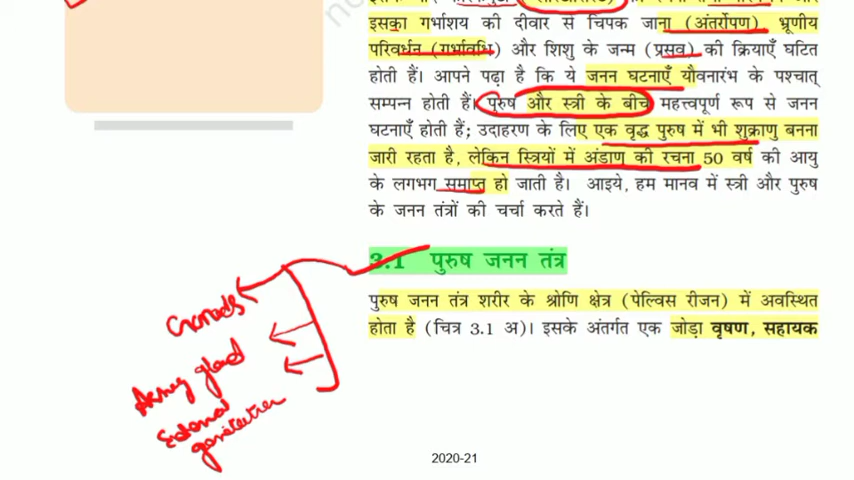 इसका गर्भाशय की दीवार से चिपक जाना (अंतर्रोपण), भ्रूणीय
परिवर्धन (गर्भावधि) और शिशु के जन्म (प्रसव) की क्रियाएँ घटित
होती हैं। आपने पढ़ा है कि ये जनन घटनाएँ यौवनारंभ के पश्चात्
सम्पन्न होती हैं। पुरुष और स्त्री के बीच महत्वपूर्ण रूप से जनन
घटनाएँ होती हैं; उदाहरण के लिए एक वृद्ध पुरुष में भी शुक्राणु बनना
जारी रहता है, लेकिन स्त्रियों में अंडाणु की रचना 50 वर्ष की आयु
के लगभग समाप्त हो जाती है। आइये, हम मानव में स्त्री और पुरुष
के जनन तंत्रों की चर्चा करते हैं।
3.1 पुरुष जनन तंत्र
पुरुष जनन तंत्र शरीर के श्रोणि क्षेत्र (पेल्विस रीजन) में अवस्थित
होता है (चित्र 3.1 अ)। इसके अंतर्गत एक जोड़ा वृषण, सहायक
Gonads
gland
External
2020-21